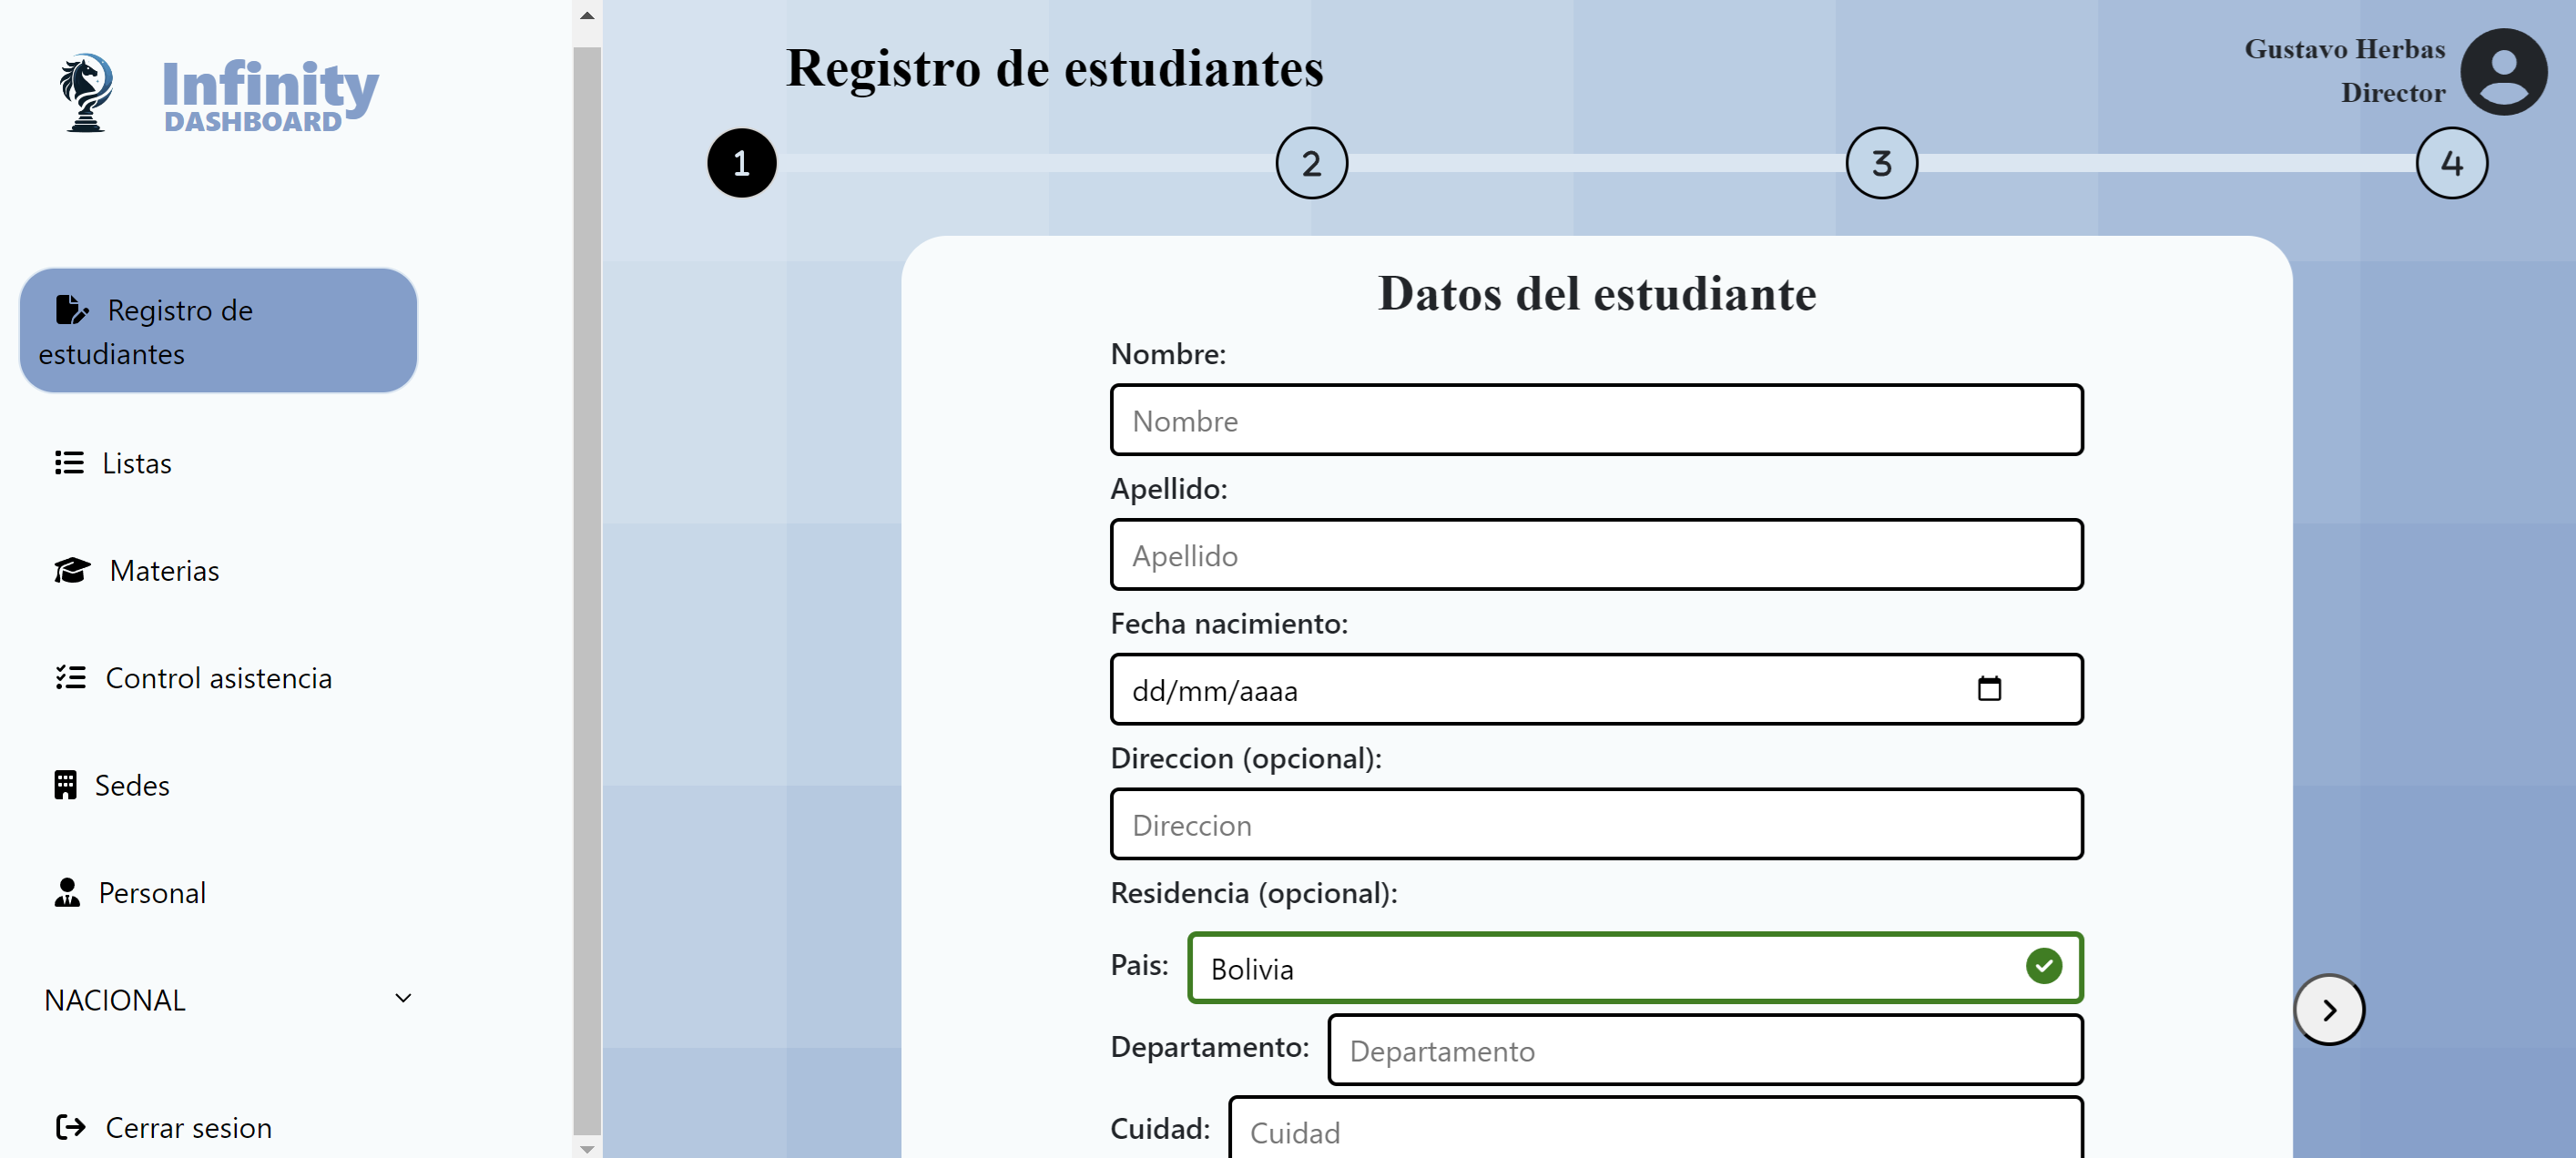 Infinity
DASHBOARD
Registro de
estudiantes
Listas
Materias
Control asistencia
Sedes
Personal
NACIONAL
Cerrar sesion
Registro de estudiantes
Gustavo Herbas
Director
1
2
3
4
Datos del estudiante
Nombre:
Nombre
Apellido:
Apellido
Fecha nacimiento:
dd/mm/aaaa
Direccion (opcional):
Direccion
Residencia (opcional):
Pais: Bolivia
Departamento: Departamento
Cuidad: Cuidad